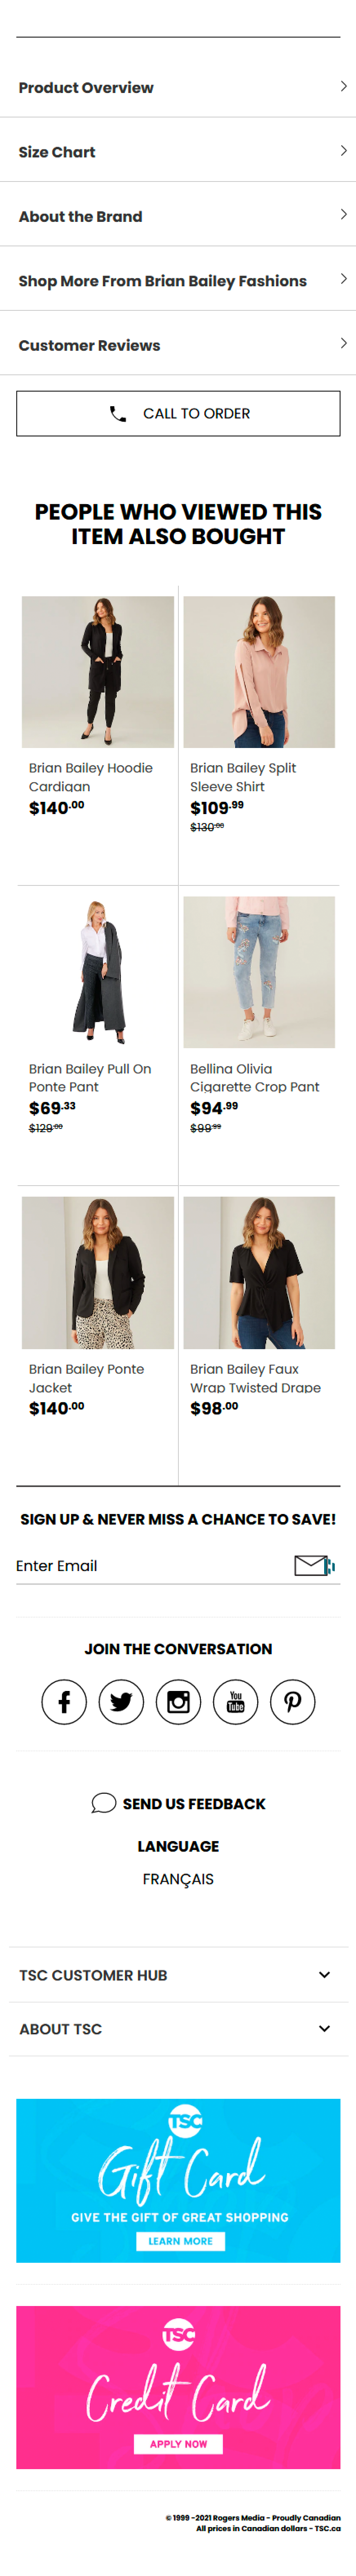 Product Overview
Size Chart
About the Brand
Shop More From Brian Bailey Fashions
Customer Reviews
CALL TO ORDER
PEOPLE WHO VIEWED THIS
ITEM ALSO BOUGHT
Brian Bailey Hoodie
Cardigan
$140.00
Brian Bailey Split
Sleeve Shirt
$109.99
$130.00
Brian Bailey Pull On
Ponte Pant
$69.33
$129.00
Bellina Olivia
Cigarette Crop Pant
$94.99
$99.99
Brian Bailey Ponte
Jacket
$140.00
Brian Bailey Faux
Wrap Twisted Drape
$98.00
SIGN UP & NEVER MISS A CHANCE TO SAVE!
Enter Email
JOIN THE CONVERSATION
You
Tube
SEND US FEEDBACK
LANGUAGE
FRANÇAIS
TSC CUSTOMER HUB
ABOUT TSC
TSC
Gift Card
GIVE THE GIFT OF GREAT SHOPPING
LEARN MORE
TSC
Credit Card
APPLY NOW
© 1999 -2021 Rogers Media - Proudly Canadian
All prices in Canadian dollars - TSC.ca